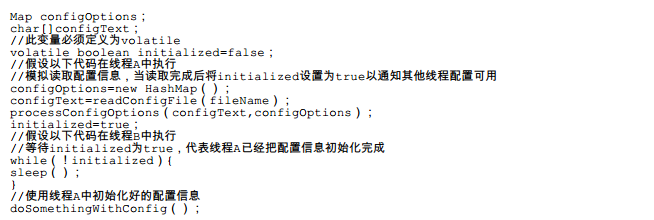 Map configOptions；
char[]configText；
//此变量必须定义为volatile
volatile boolean initialized=false；
//假设以下代码在线程A中执行
//模拟读取配置信息，当读取完成后将initialized设置为true以通知其他线程配置可用
configOptions=new HashMap（）；
configText=readConfigFile（fileName）；
processConfigOptions（configText,configOptions）；
initialized=true；
//假设以下代码在线程B中执行
//等待initialized为true，代表线程A已经把配置信息初始化完成
while（！initialized）{
sleep（）；
}
//使用线程A中初始化好的配置信息
doSomethingWithConfig（）；